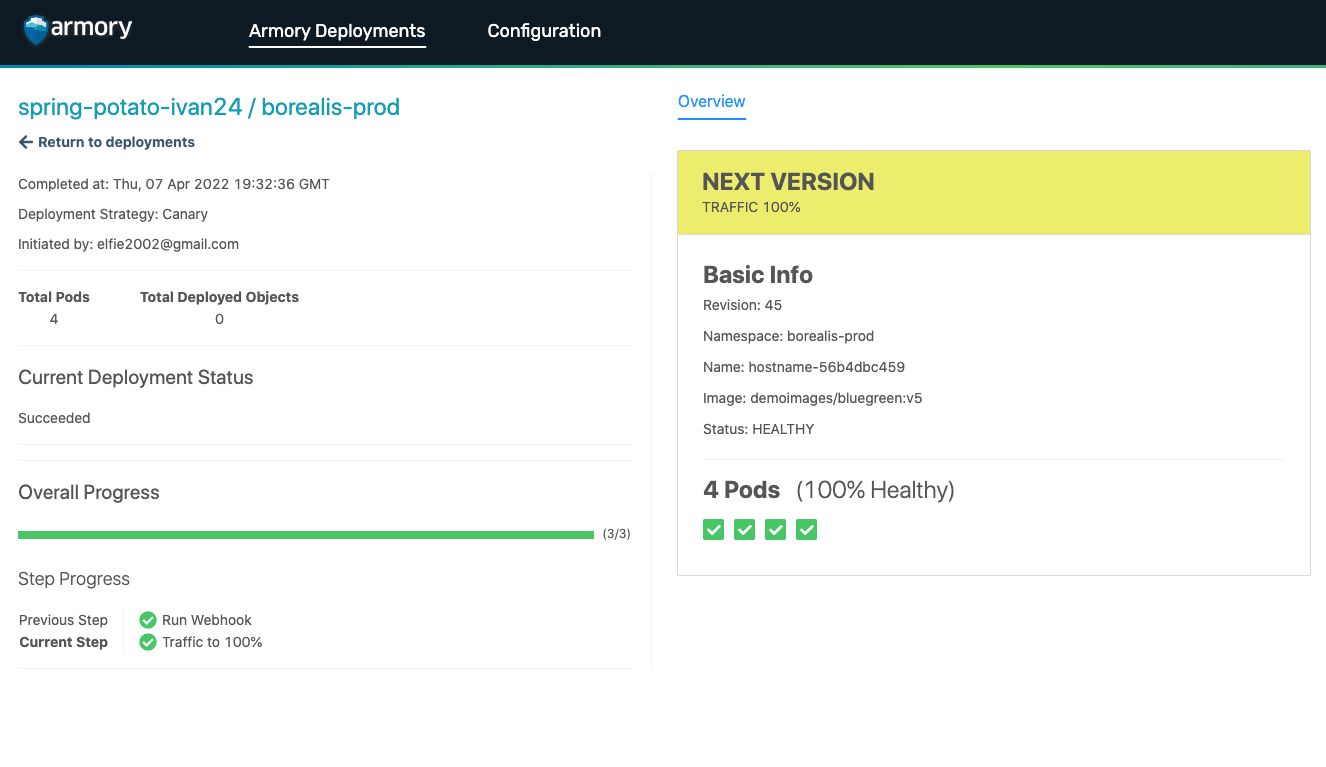 armory
Armory Deployments
Configuration
spring-potato-ivan24 / borealis-prod
Return to deployments
Completed at: Thu, 07 Apr 2022 19:32:36 GMT
Deployment Strategy: Canary
Initiated by: elfie2002@gmail.com
Total Pods Total Deployed Objects
4 0
Current Deployment Status
Succeeded
Overall Progress
(3/3)
Step Progress
Previous Step Run Webhook
Current Step Traffic to 100%
Overview
NEXT VERSION
TRAFFIC 100%
Basic Info
Revision: 45
Namespace: borealis-prod
Name: hostname-56b4dbc459
Image: demoimages/bluegreen:v5
Status: HEALTHY
4 Pods (100% Healthy)